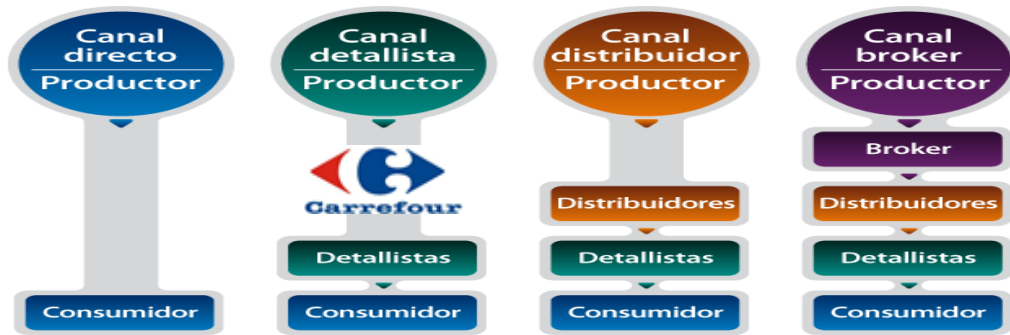 Canal
directo
Productor
Consumidor
Canal
detallista
Productor
Carrefour
Detallistas
Consumidor
Canal
distribuidor
Productor
Distribuidores
Detallistas
Consumidor
Canal
broker
Productor
Broker
Distribuidores
Detallistas
Consumidor